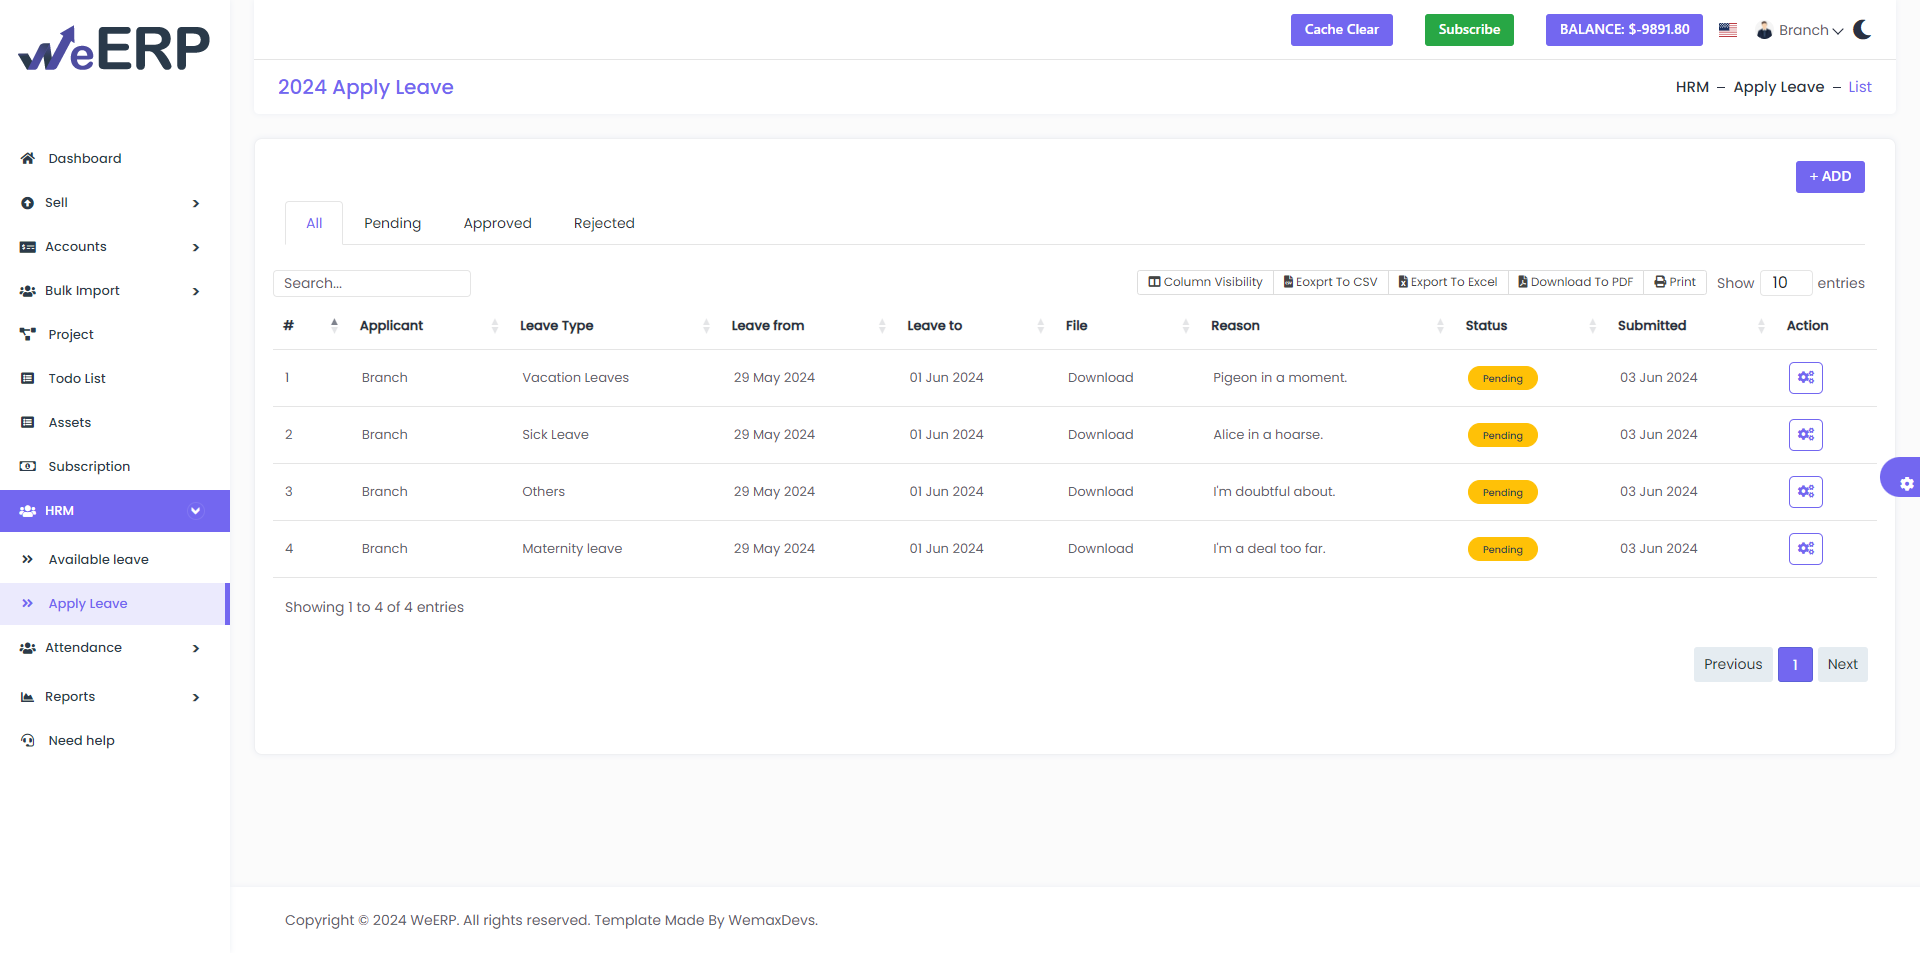 weERP
Cache Clear
Subscribe
BALANCE: $-9891.80
Branch
2024 Apply Leave
HRM – Apply Leave – List
Dashboard
Sell
Accounts
Bulk Import
Project
Todo List
Assets
Subscription
HRM
Available leave
Apply Leave
Attendance
Reports
Need help
+ ADD
All Pending Approved Rejected
Search...
Column Visibility Eoxprt To CSV Export To Excel Download To PDF Print Show 10 entries
# Applicant Leave Type Leave from Leave to File Reason Status Submitted Action
1 Branch Vacation Leaves 29 May 2024 01 Jun 2024 Download Pigeon in a moment. Pending 03 Jun 2024
2 Branch Sick Leave 29 May 2024 01 Jun 2024 Download Alice in a hoarse. Pending 03 Jun 2024
3 Branch Others 29 May 2024 01 Jun 2024 Download I'm doubtful about. Pending 03 Jun 2024
4 Branch Maternity leave 29 May 2024 01 Jun 2024 Download I'm a deal too far. Pending 03 Jun 2024
Showing 1 to 4 of 4 entries
Previous 1 Next
Copyright © 2024 WeERP. All rights reserved. Template Made By WemaxDevs.